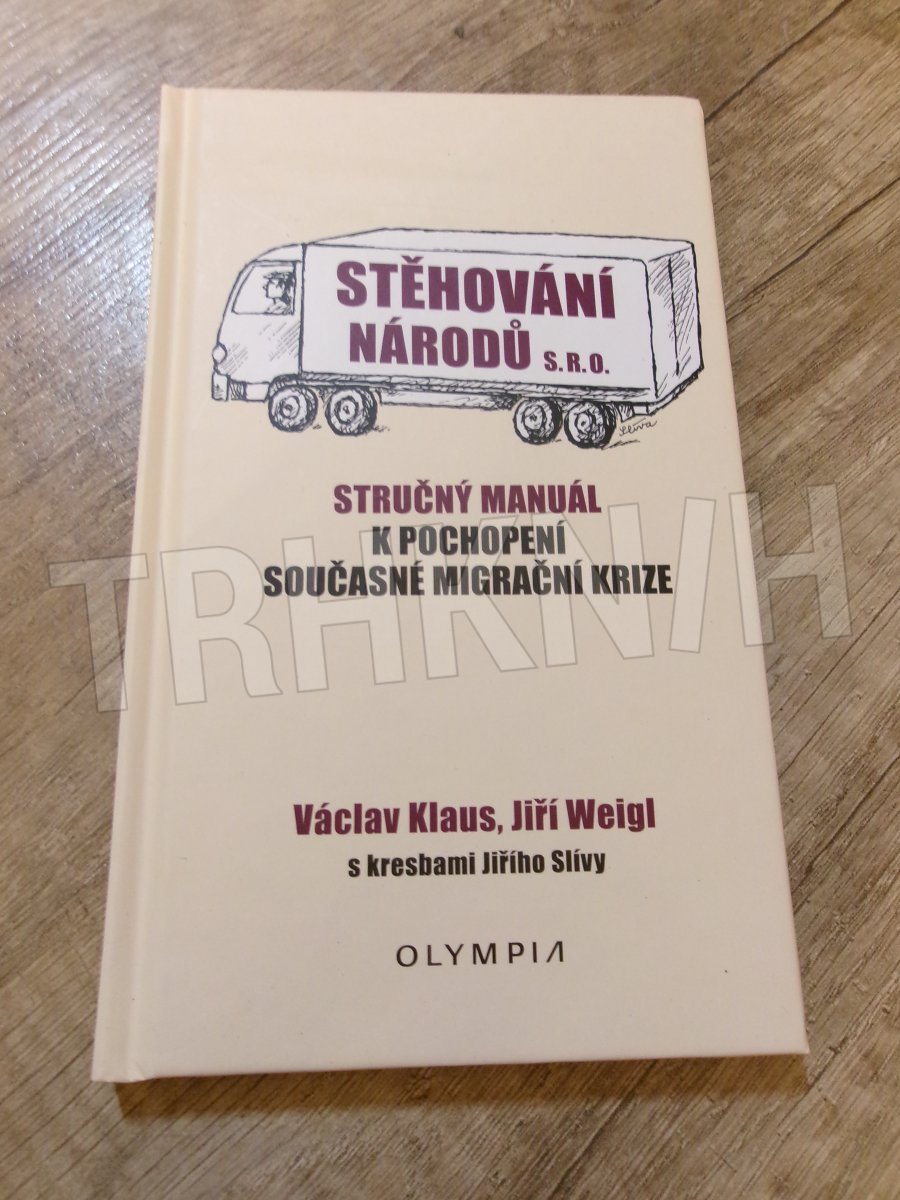 STĚHOVÁNÍ
NÁRODŮ S.R.O.
Slíva
STRUČNÝ MANUÁL
K POCHOPENÍ
SOUČASNÉ MIGRAČNÍ KRIZE
TRHKNIH
Václav Klaus, Jiří Weigl
s kresbami Jiřího Slívy
OLYMPIA